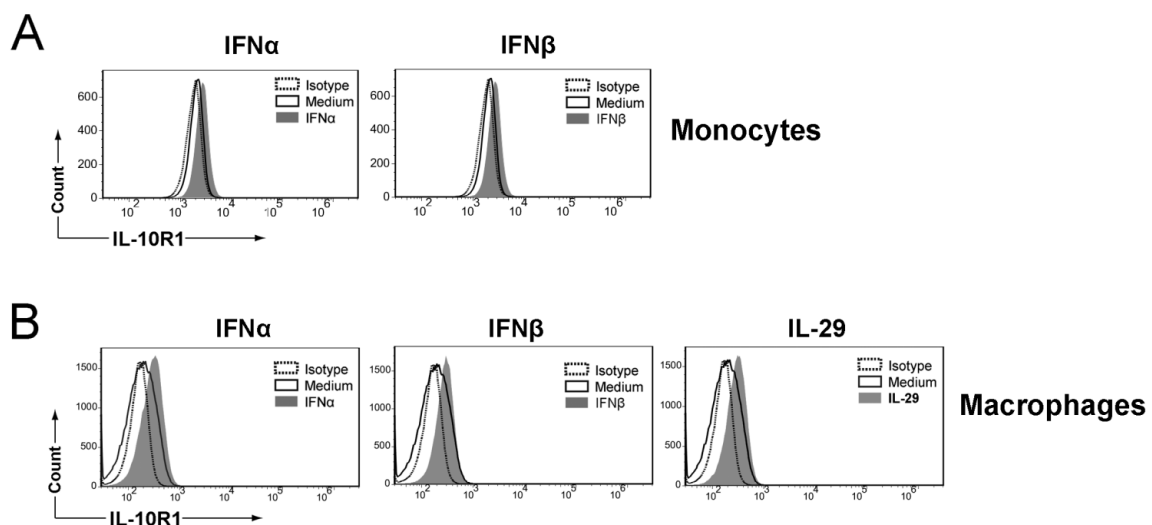 A
IFNα IFNβ
Isotype
Medium
IFNα
Isotype
Medium
IFNβ
Monocytes
600
400
200
0
10² 10³ 10⁴ 10⁵ 10⁶
600
400
200
0
10² 10³ 10⁴ 10⁵ 10⁶
Count
IL-10R1
B
IFNα IFNβ IL-29
Isotype
Medium
IFNα
Isotype
Medium
IFNβ
Isotype
Medium
IL-29
Macrophages
1500
1000
500
0
10² 10³ 10⁴ 10⁵ 10⁶
1500
1000
500
0
10² 10³ 10⁴ 10⁵ 10⁶
1500
1000
500
0
10² 10³ 10⁴ 10⁵ 10⁶
Count
IL-10R1